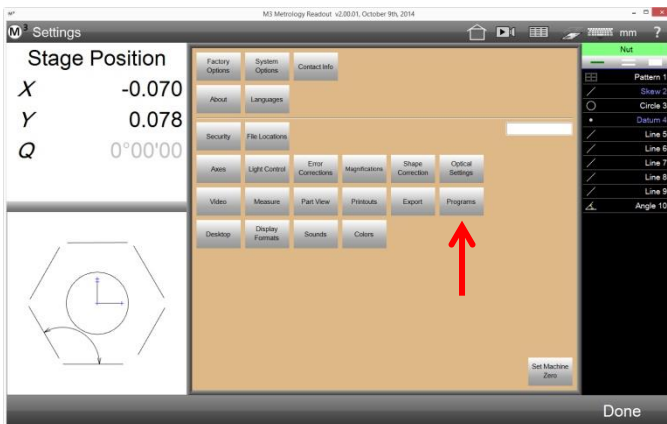 M3 Metrology Readout v2.00.01, October 9th, 2014
M³ Settings
mm ?
Stage Position
X -0.070
Y 0.078
Q 0°00'00
Factory Options
System Options
Contact Info
About
Languages
Security
File Locations
Axes
Light Control
Error Corrections
Magnifications
Shape Correction
Optical Settings
Video
Measure
Part View
Printouts
Export
Programs
Desktop
Display Formats
Sounds
Colors
Set Machine Zero
Nut
Pattern 1
Skew 2
Circle 3
Datum 4
Line 5
Line 6
Line 7
Line 8
Line 9
Angle 10
Done